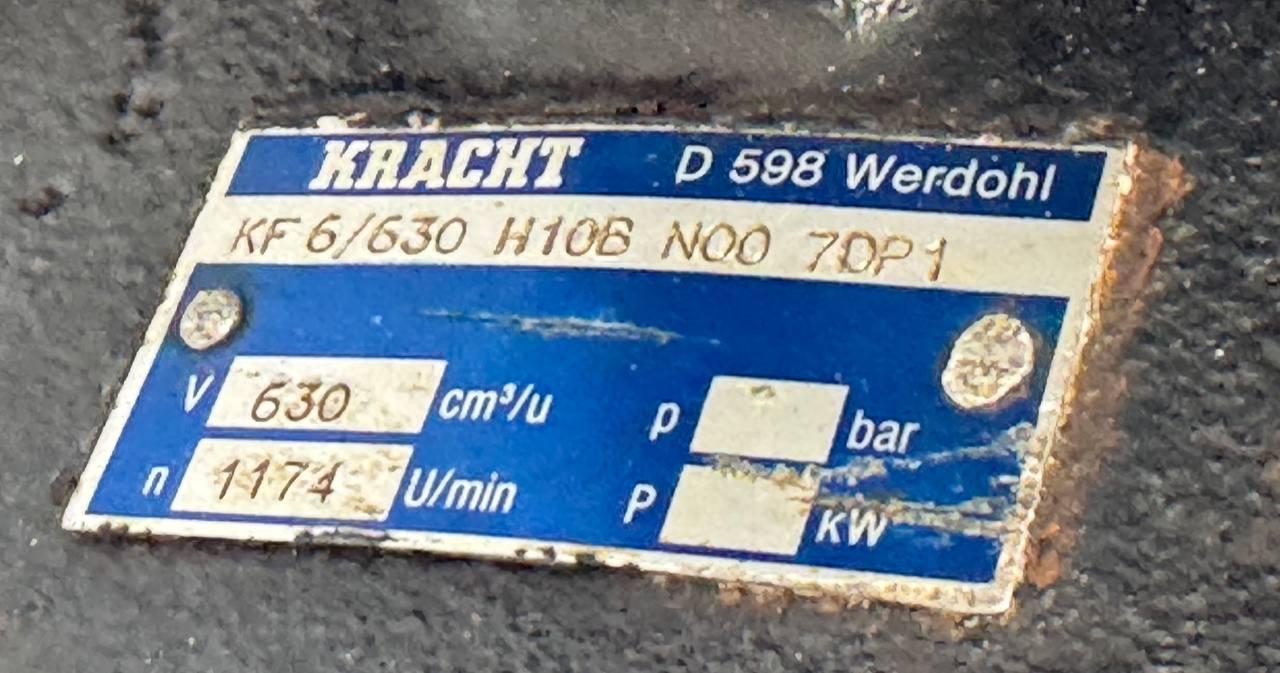 KRACHT D 598 Werdohl
KF 6/630 H10B N00 7DP1
V 630 cm³/u p bar
n 1174 U/min P KW